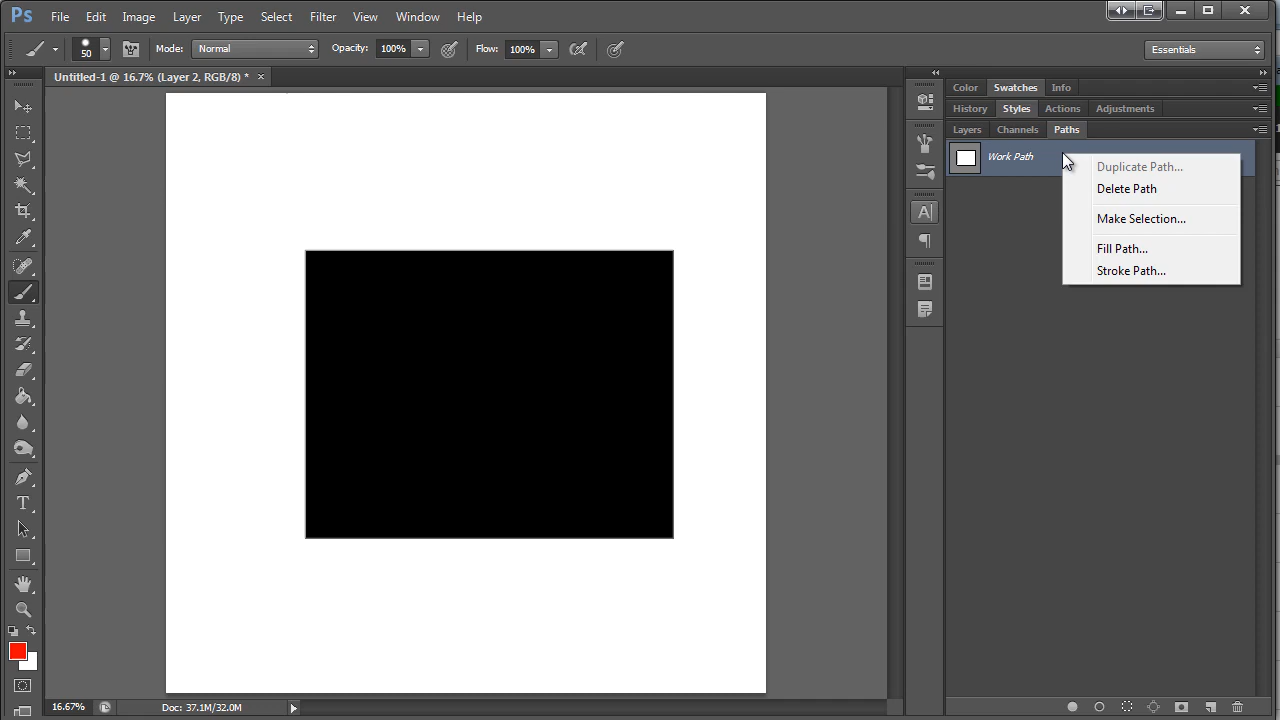 Ps File Edit Image Layer Type Select Filter View Window Help
50 Mode: Normal Opacity: 100% Flow: 100% Essentials
Untitled-1 @ 16.7% (Layer 2, RGB/8) * ×
Color Swatches Info
History Styles Actions Adjustments
Layers Channels Paths
Work Path
Duplicate Path...
Delete Path
Make Selection...
Fill Path...
Stroke Path...
16.67% Doc: 37.1M/32.0M